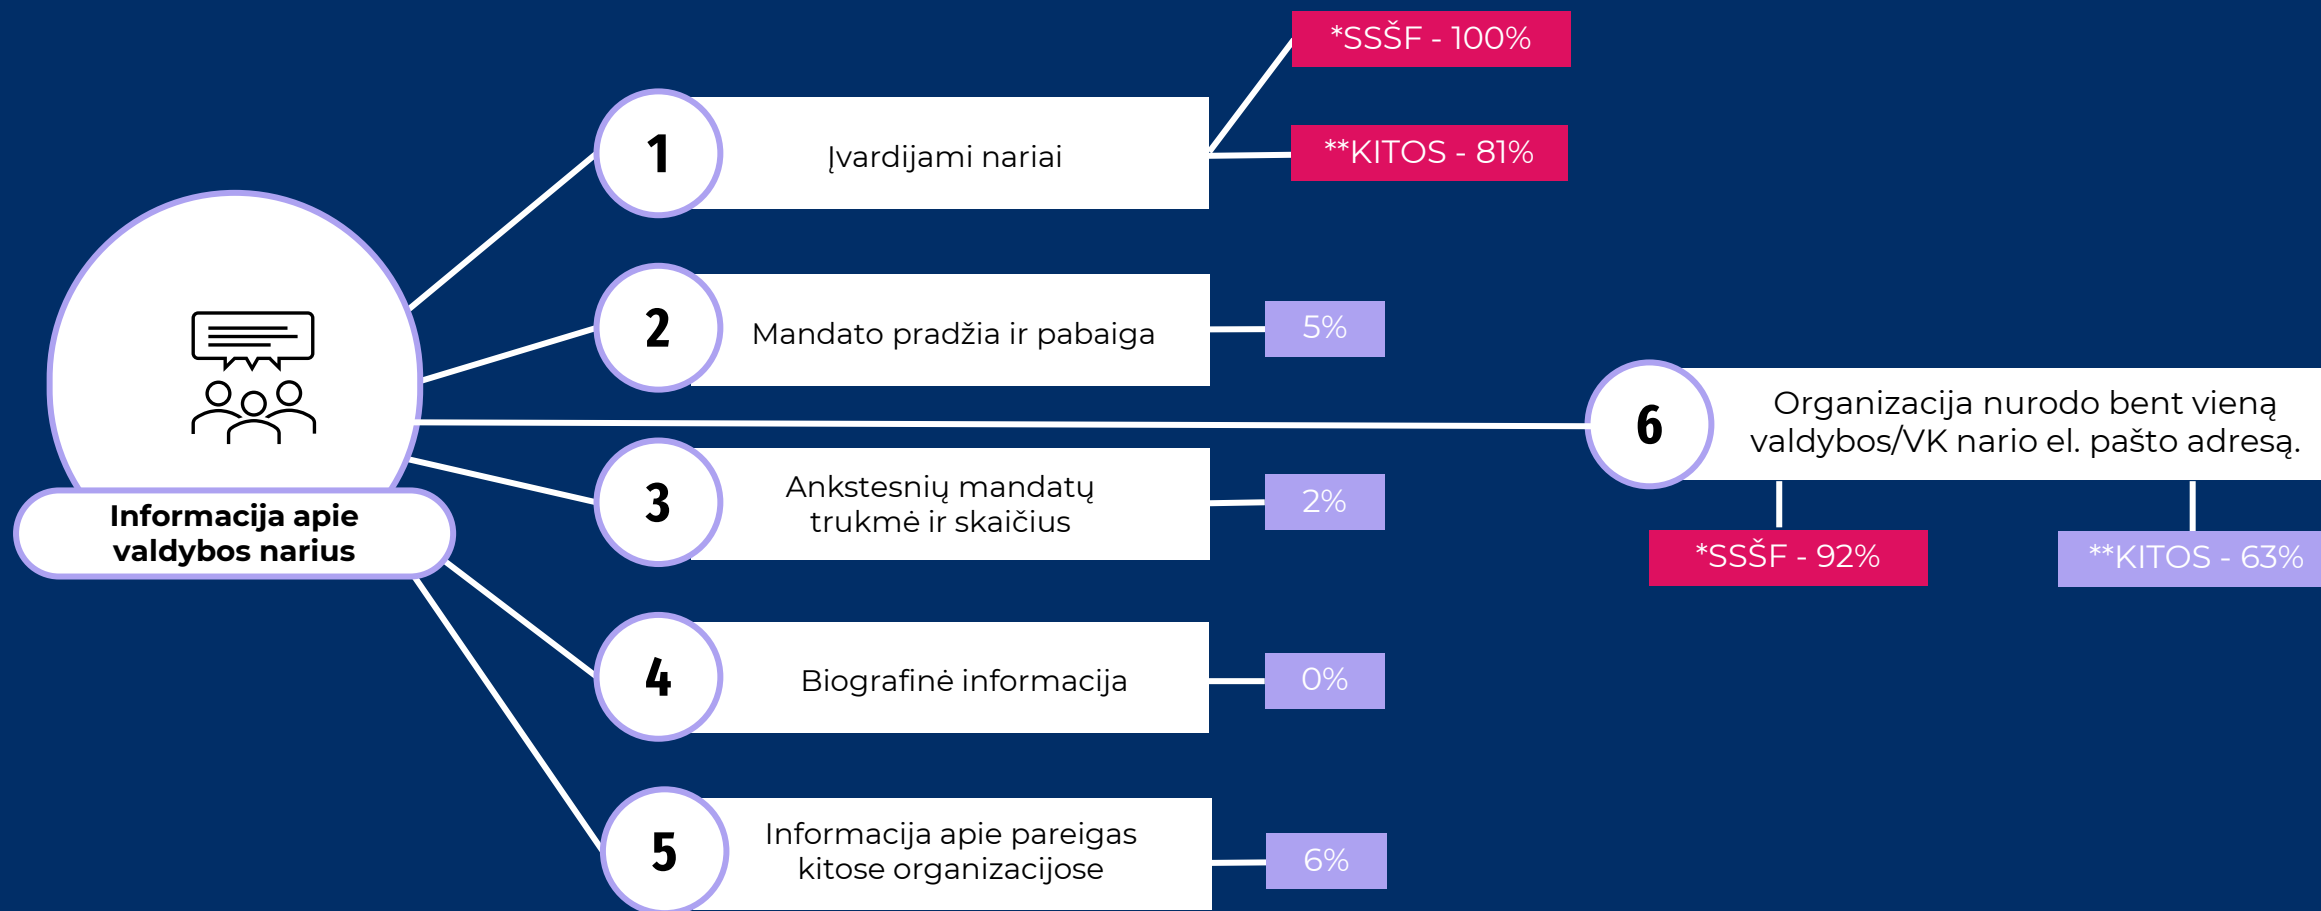 *SSŠF - 100%
1
Įvardijami nariai
**KITOS - 81%
2
Mandato pradžia ir pabaiga
5%
6
Organizacija nurodo bent vieną
valdybos/VK nario el. pašto adresą.
*SSŠF - 92%
**KITOS - 63%
3
Ankstesnių mandatų
trukmė ir skaičius
2%
Informacija apie
valdybos narius
4
Biografinė informacija
0%
5
Informacija apie pareigas
kitose organizacijose
6%